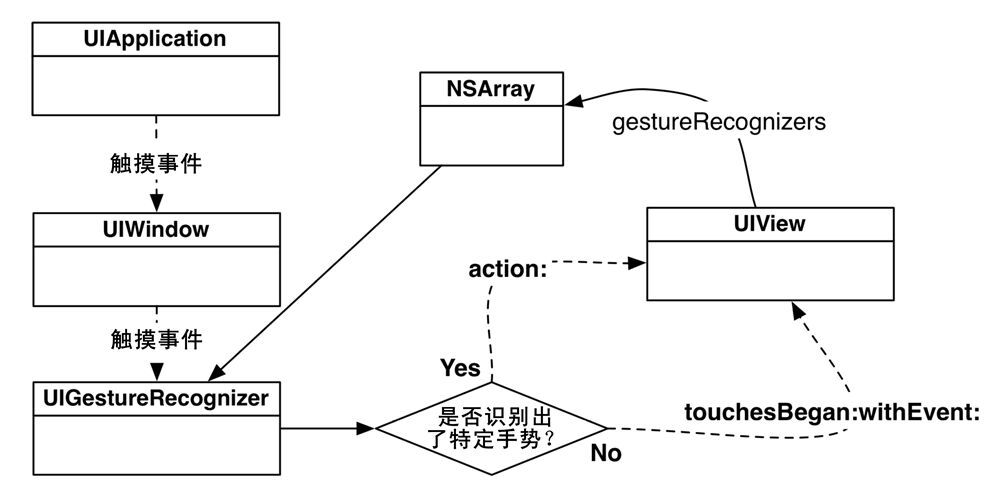 UIApplication
触摸事件
UIWindow
触摸事件
UIGestureRecognizer
NSArray
gestureRecognizers
UIView
action:
Yes
是否识别出
了特定手势？
No
touchesBegan:withEvent: